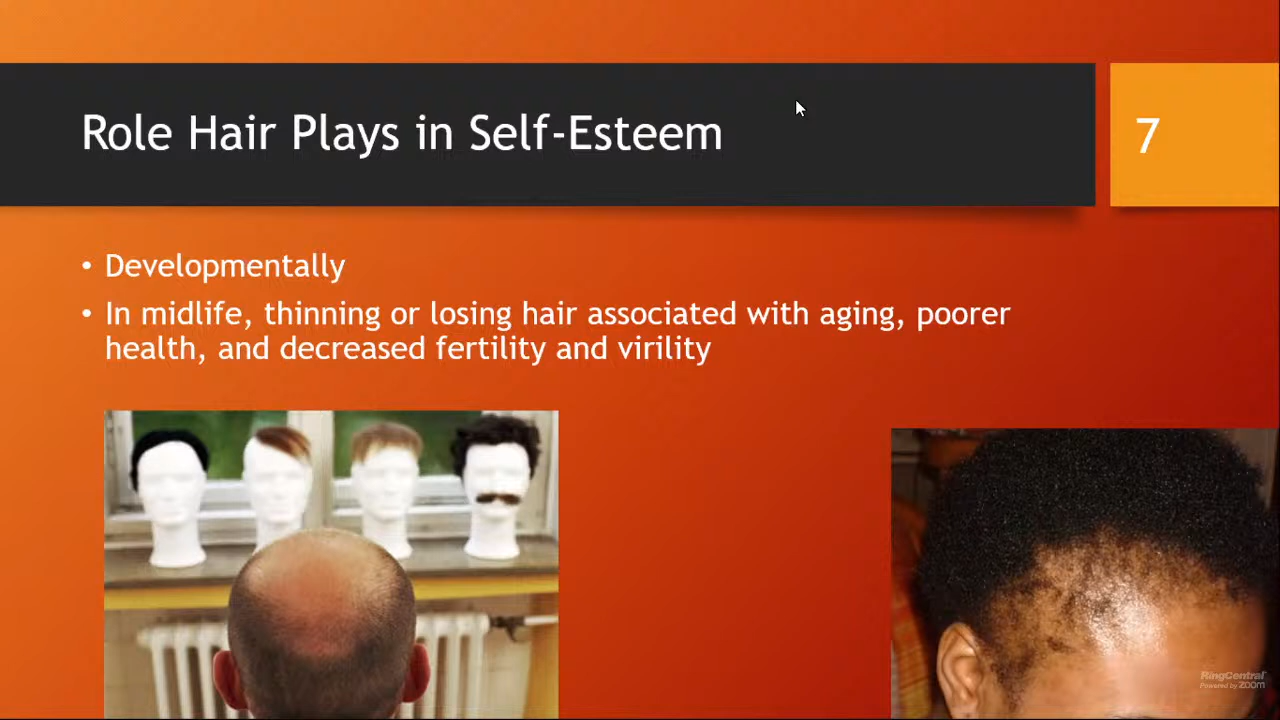 Role Hair Plays in Self-Esteem
7
• Developmentally
• In midlife, thinning or losing hair associated with aging, poorer
health, and decreased fertility and virility
RingCentral
Powered by zoom